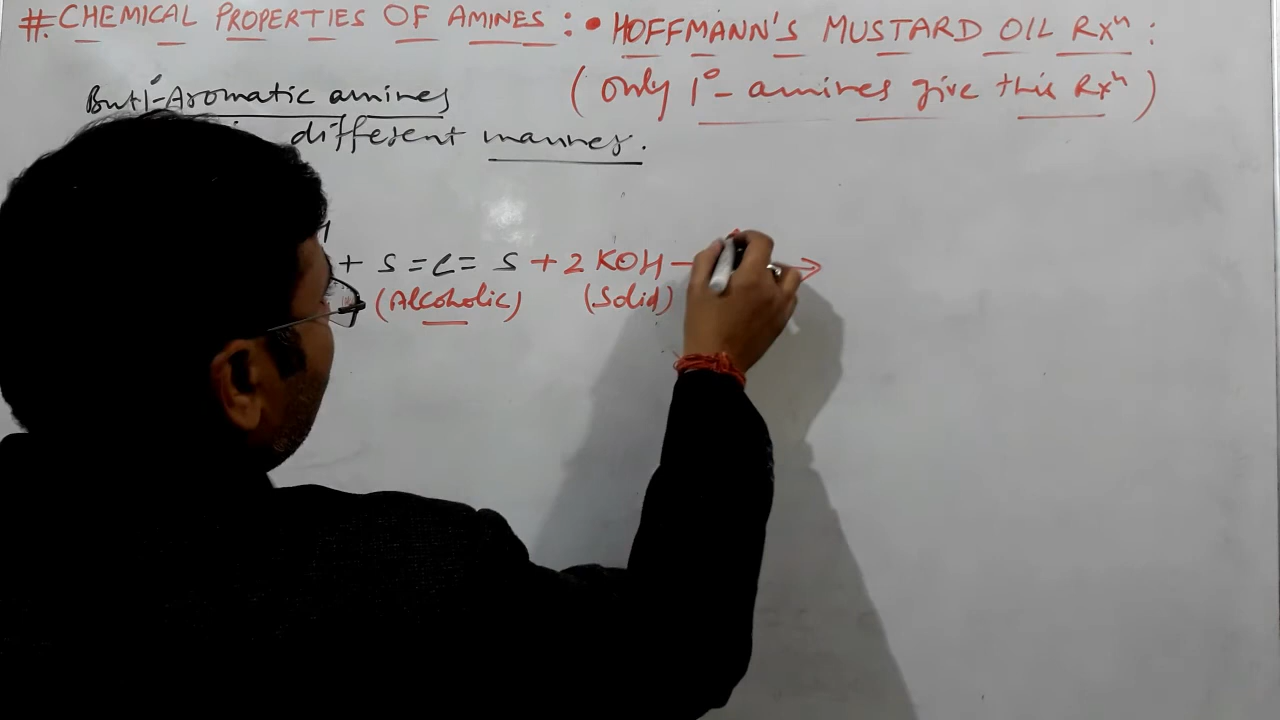 #. CHEMICAL PROPERTIES OF AMINES : • HOFFMANN'S MUSTARD OIL Rxⁿ :
(only 1°- amines give this Rxⁿ)
But 1°-Aromatic amines
different manner.
+ S = C = S + 2 KOH →
(Alcoholic) (Solid)